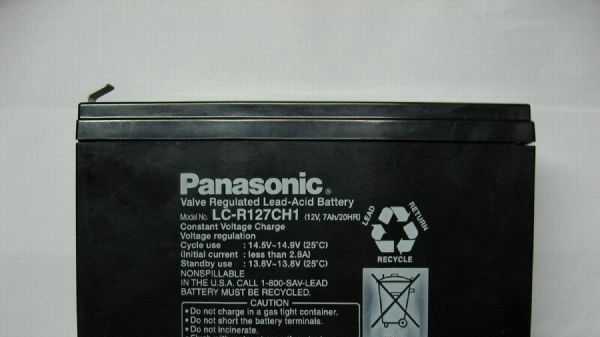 Panasonic®
Valve Regulated Lead-Acid Battery
Model No. LC-R127CH1 (12V, 7Ah/20HR)
Constant Voltage Charge
Voltage regulation
Cycle use : 14.5V~14.9V (25°C)
(Initial current : less than 2.8A)
Standby use : 13.6V~13.8V (25°C)
NONSPILLABLE
IN THE U.S.A. CALL 1-800-SAV-LEAD
BATTERY MUST BE RECYCLED.
CAUTION
• Do not charge in a gas tight container.
• Do not short the battery terminals.
• Do not incinerate.
LEAD
RETURN
RECYCLE